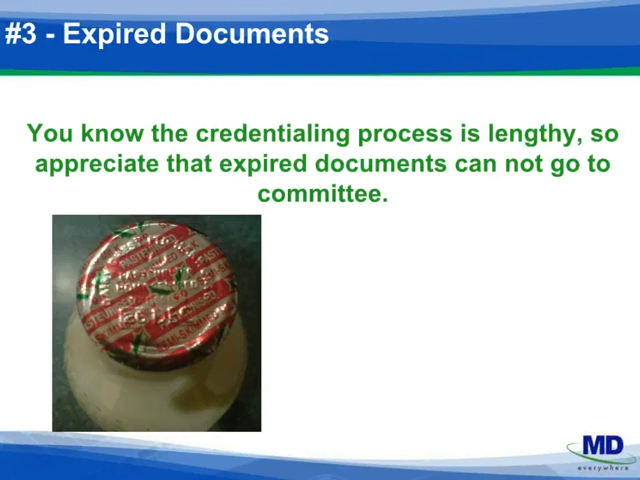 #3 - Expired Documents
You know the credentialing process is lengthy, so
appreciate that expired documents can not go to
committee.
PASTEURISED
MD
everywhere